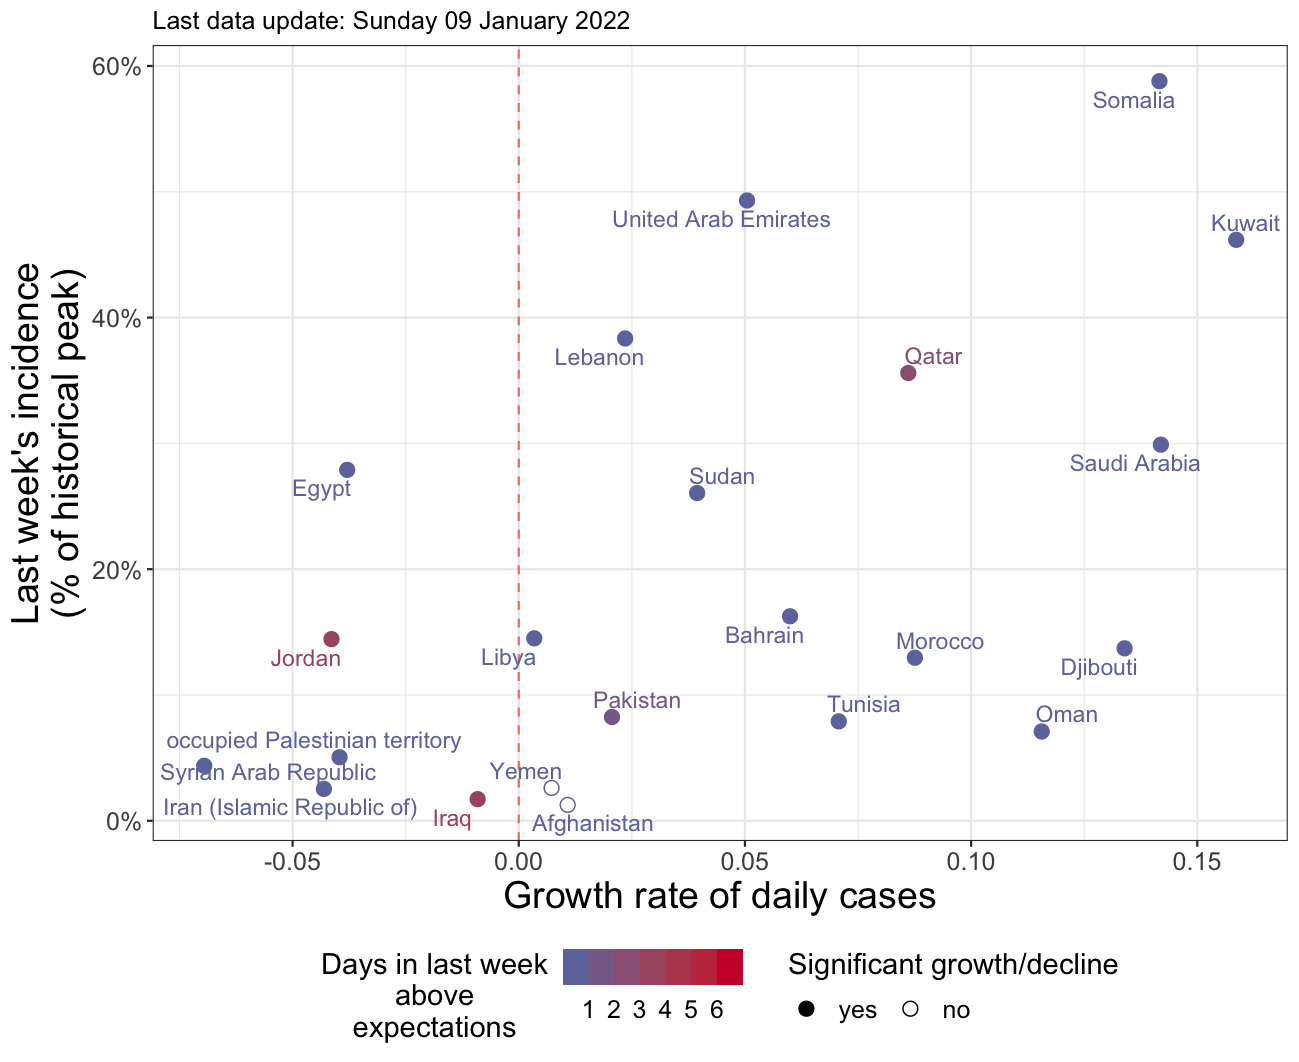 Last data update: Sunday 09 January 2022
60%
Somalia
United Arab Emirates
Kuwait
40%
Lebanon
Qatar
Saudi Arabia
Egypt
Sudan
20%
Jordan
Libya
Bahrain
Morocco
Djibouti
Pakistan
Tunisia
Oman
occupied Palestinian territory
Syrian Arab Republic
Yemen
Iran (Islamic Republic of)
Iraq
Afghanistan
0%
Last week's incidence
(% of historical peak)
-0.05 0.00 0.05 0.10 0.15
Growth rate of daily cases
Days in last week
above
expectations
1 2 3 4 5 6
Significant growth/decline
yes no